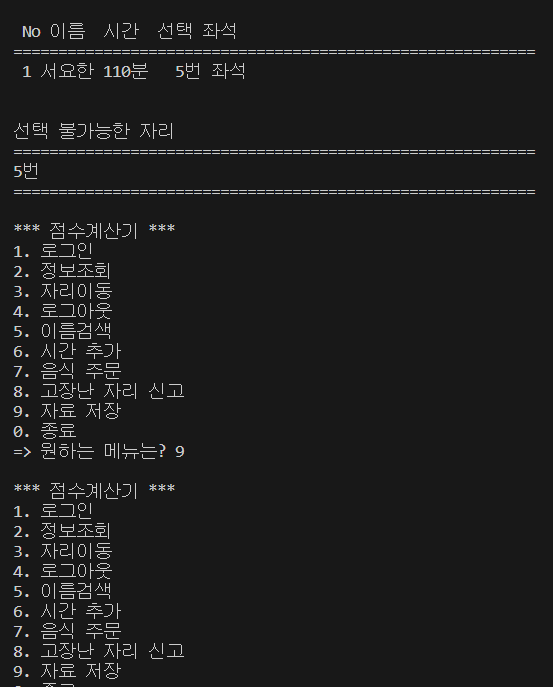 No 이름 시간 선택 좌석
==========================================================
1 서요한 110분 5번 좌석
선택 불가능한 자리
==========================================================
5번
==========================================================
*** 점수계산기 ***
1. 로그인
2. 정보조회
3. 자리이동
4. 로그아웃
5. 이름검색
6. 시간 추가
7. 음식 주문
8. 고장난 자리 신고
9. 자료 저장
0. 종료
=> 원하는 메뉴는? 9
*** 점수계산기 ***
1. 로그인
2. 정보조회
3. 자리이동
4. 로그아웃
5. 이름검색
6. 시간 추가
7. 음식 주문
8. 고장난 자리 신고
9. 자료 저장